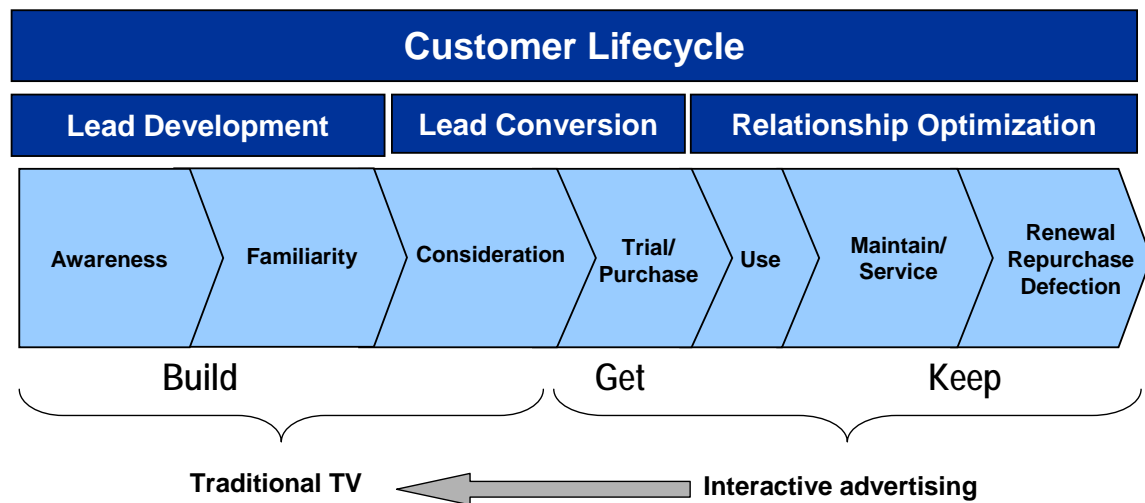 Customer Lifecycle
Lead Development
Lead Conversion
Relationship Optimization
Awareness
Familiarity
Consideration
Trial/
Purchase
Use
Maintain/
Service
Renewal
Repurchase
Defection
Build
Get
Keep
Traditional TV
Interactive advertising